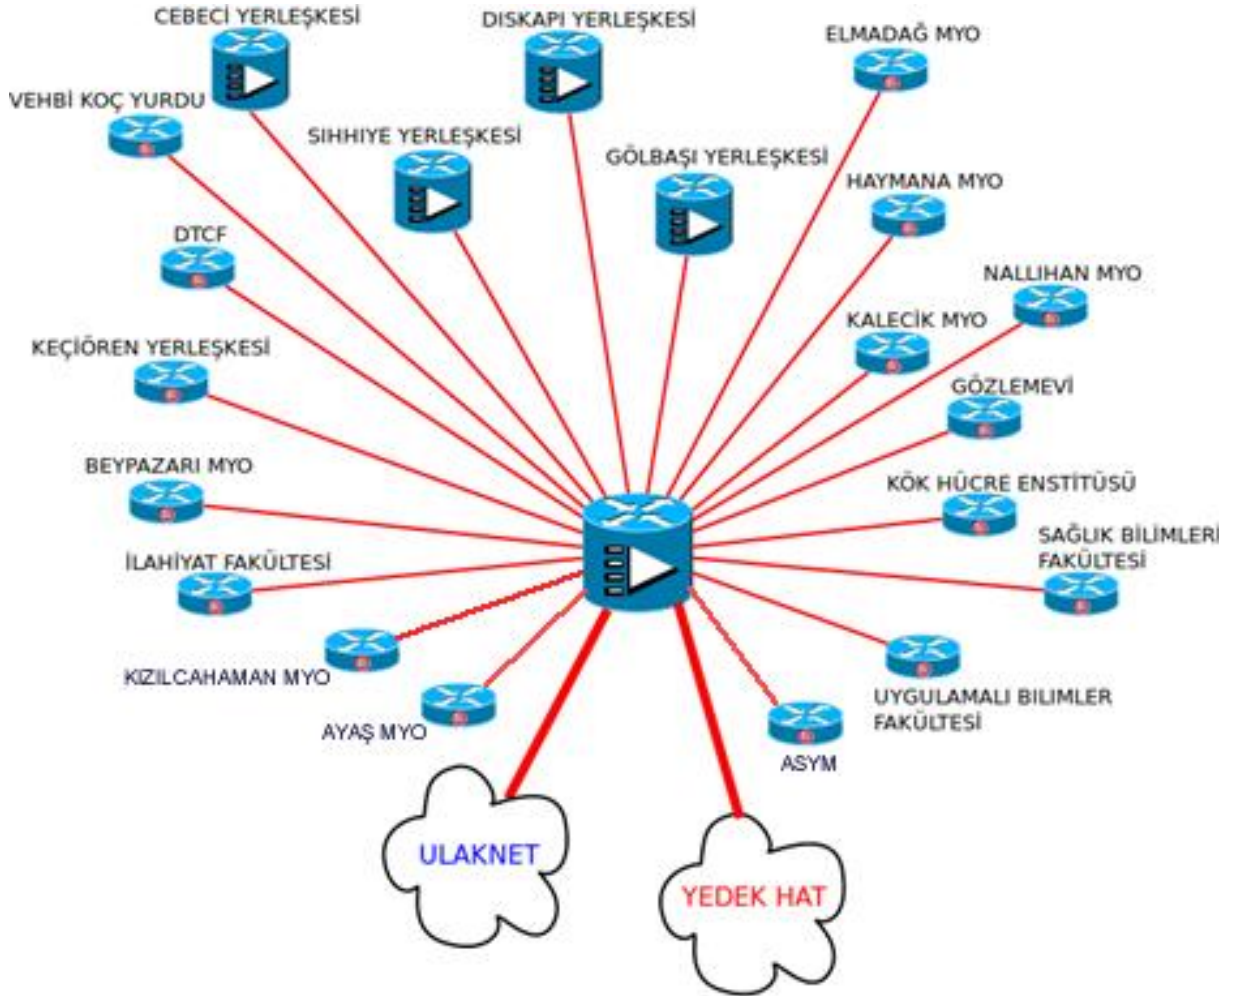 CEBECİ YERLEŞKESİ
DISKAPI YERLEŞKESİ
ELMADAĞ MYO
VEHBİ KOÇ YURDU
SIHHIYE YERLEŞKESİ
GÖLBAŞI YERLEŞKESİ
HAYMANA MYO
DTCF
NALLIHAN MYO
KALECİK MYO
KEÇİÖREN YERLEŞKESİ
GÖZLEMEVİ
BEYPAZARI MYO
KÖK HÜCRE ENSTİTÜSÜ
SAĞLIK BİLİMLERİ
FAKÜLTESİ
İLAHİYAT FAKÜLTESİ
KIZILCAHAMAN MYO
UYGULAMALI BILIMLER
FAKÜLTESİ
AYAŞ MYO
ASYM
ULAKNET
YEDEK HAT